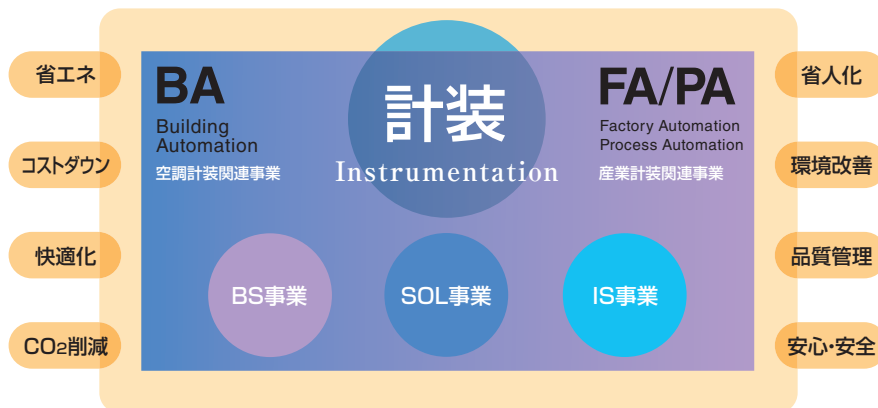 省エネ
コストダウン
快適化
CO2削減
BA
Building
Automation
空調計装関連事業
計装
Instrumentation
FA/PA
Factory Automation
Process Automation
産業計装関連事業
BS事業
SOL事業
IS事業
省人化
環境改善
品質管理
安心・安全